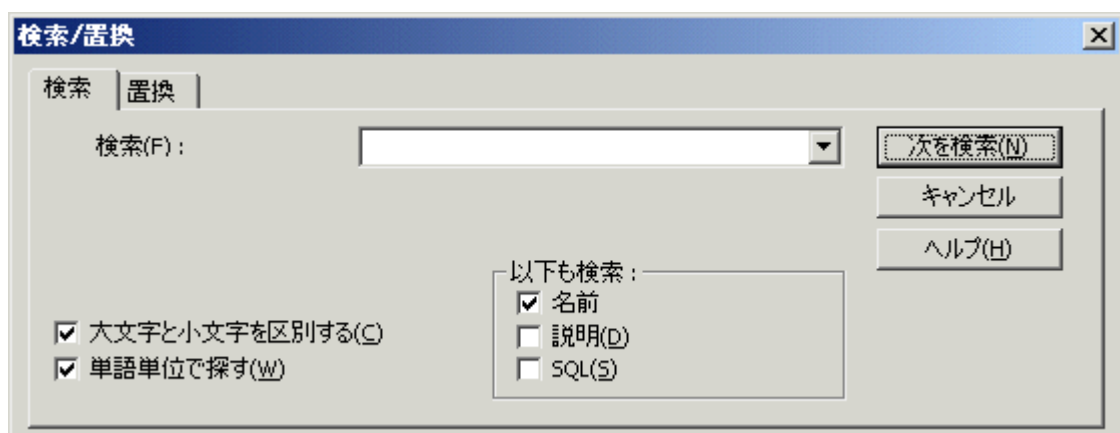 検索/置換
検索
置換
検索(F) :
次を検索(N)
キャンセル
ヘルプ(H)
以下も検索 :
名前
説明(D)
SQL(S)
大文字と小文字を区別する(C)
単語単位で探す(W)